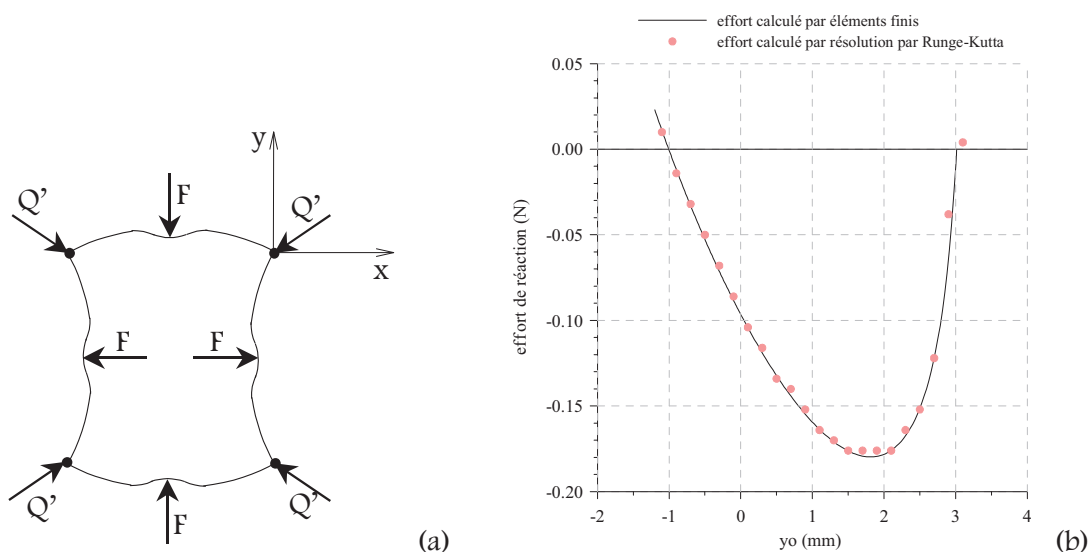 effort calculé par éléments finis
effort calculé par résolution par Runge-Kutta
y
x
Q'
F
Q'
F
F
Q'
F
Q'
(a)
effort de réaction (N)
0.05
0.00
-0.05
-0.10
-0.15
-0.20
-2 -1 0 1 2 3 4
yo (mm)
(b)